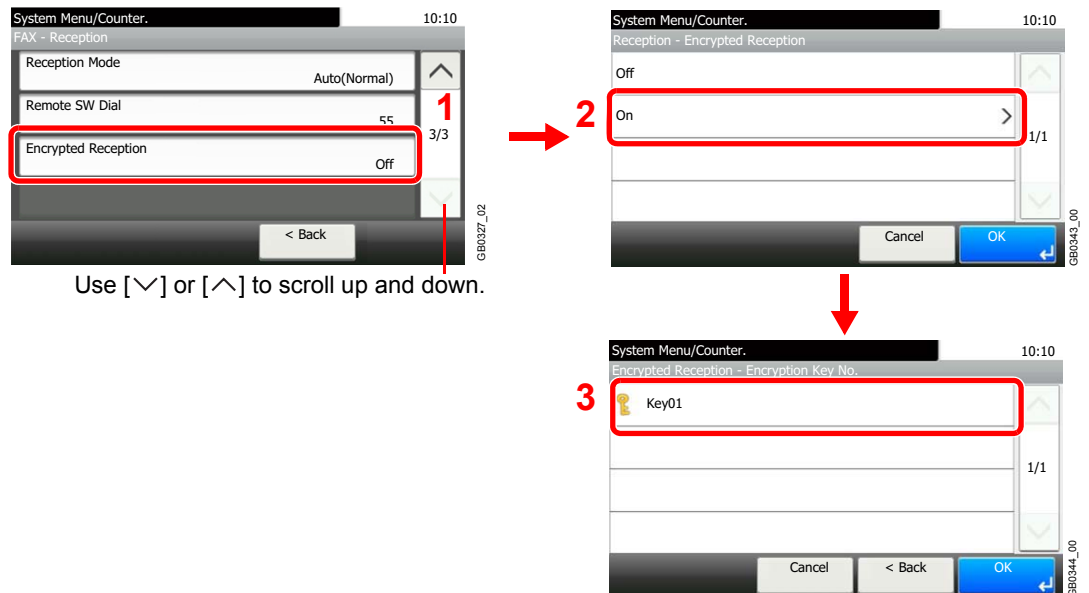 System Menu/Counter.
10:10
FAX - Reception
Reception Mode
Auto(Normal)
Remote SW Dial
55
1
3/3
Encrypted Reception
Off
< Back
GB0327_02
Use [∨] or [∧] to scroll up and down.
System Menu/Counter.
10:10
Reception - Encrypted Reception
Off
2
On
>
1/1
Cancel
OK
GB0343_00
System Menu/Counter.
10:10
Encrypted Reception - Encryption Key No.
3
Key01
1/1
Cancel
< Back
OK
GB0344_00